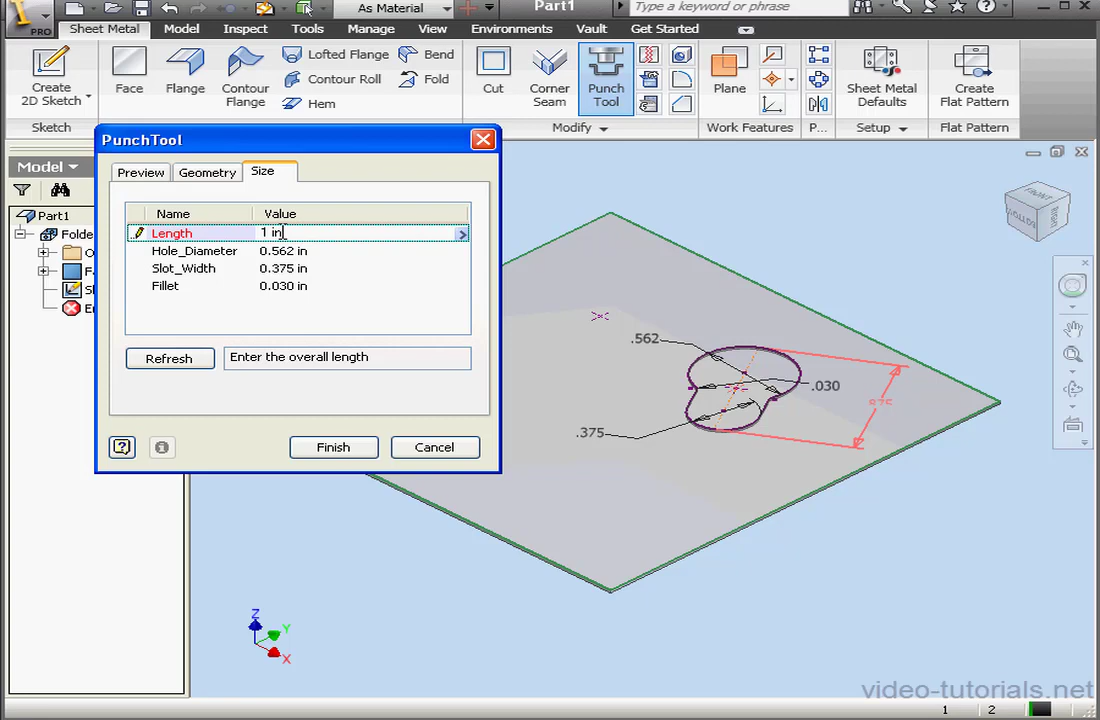 PRO
As Material
Part1
Type a keyword or phrase
Sheet Metal
Model
Inspect
Tools
Manage
View
Environments
Vault
Get Started
Create
2D Sketch
Face
Flange
Contour
Flange
Lofted Flange
Contour Roll
Hem
Bend
Fold
Cut
Corner
Seam
Punch
Tool
Plane
Sheet Metal
Defaults
Create
Flat Pattern
Sketch
Modify
Work Features
P...
Setup
Flat Pattern
Model
Part1
Folde
PunchTool
Preview
Geometry
Size
Name Value
Length 1 in
Hole_Diameter 0.562 in
Slot_Width 0.375 in
Fillet 0.030 in
Refresh
Enter the overall length
Finish
Cancel
FRONT
BOTTOM
.562
.030
.375
Z
Y
X
video-tutorials.net
1 2